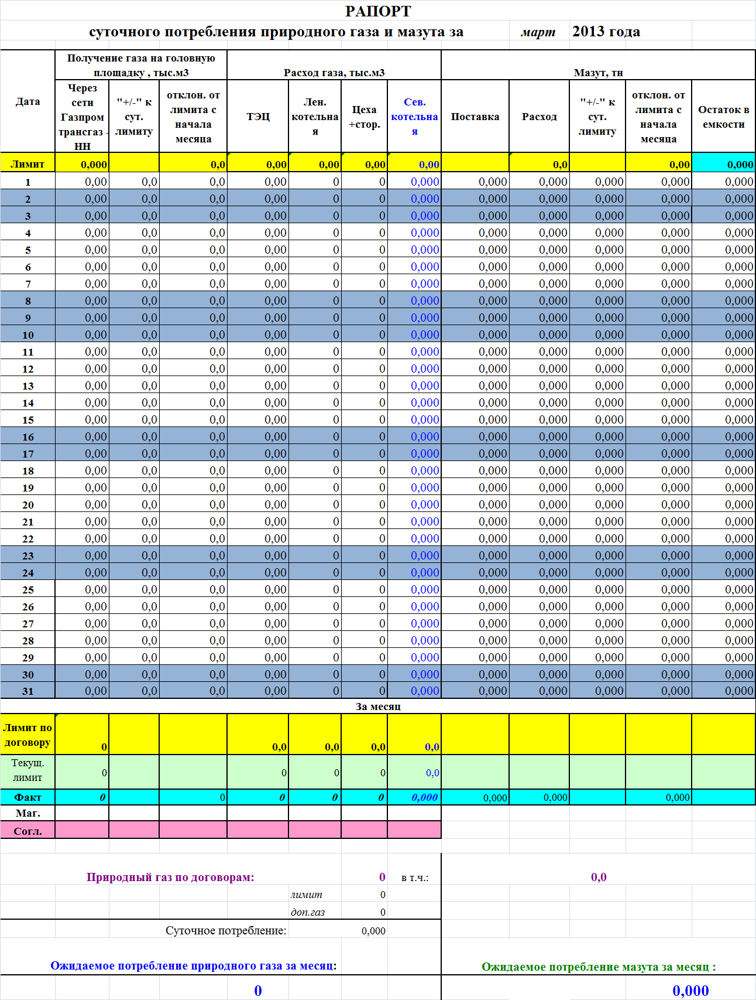 РАПОРТ
суточного потребления природного газа и мазута за март 2013 года
Дата
Получение газа на головную
площадку , тыс.м3
Расход газа, тыс.м3
Мазут, тн
Через
сети
Газпром
трансгаз -
НН
"+/-" к
сут.
лимиту
отклон. от
лимита с
начала
месяца
ТЭЦ
Лен.
котельна
я
Цеха
+стор.
Сев.
котельна
я
Поставка
Расход
"+/-" к
сут.
лимиту
отклон. от
лимита с
начала
месяца
Остаток в
емкости
Лимит 0,000 0,0 0,00 0,00 0,00 0,00 0,0 0,00 0,000
1 0,00 0,0 0,0 0,00 0 0 0,000 0,000 0,000 0,000 0,000 0,000
2 0,00 0,0 0,0 0,00 0 0 0,000 0,000 0,000 0,000 0,000 0,000
3 0,00 0,0 0,0 0,00 0 0 0,000 0,000 0,000 0,000 0,000 0,000
4 0,00 0,0 0,0 0,00 0 0 0,000 0,000 0,000 0,000 0,000 0,000
5 0,00 0,0 0,0 0,00 0 0 0,000 0,000 0,000 0,000 0,000 0,000
6 0,00 0,0 0,0 0,00 0 0 0,000 0,000 0,000 0,000 0,000 0,000
7 0,00 0,0 0,0 0,00 0 0 0,000 0,000 0,000 0,000 0,000 0,000
8 0,00 0,0 0,0 0,00 0 0 0,000 0,000 0,000 0,000 0,000 0,000
9 0,00 0,0 0,0 0,00 0 0 0,000 0,000 0,000 0,000 0,000 0,000
10 0,00 0,0 0,0 0,00 0 0 0,000 0,000 0,000 0,000 0,000 0,000
11 0,00 0,0 0,0 0,00 0 0 0,000 0,000 0,000 0,000 0,000 0,000
12 0,00 0,0 0,0 0,00 0 0 0,000 0,000 0,000 0,000 0,000 0,000
13 0,00 0,0 0,0 0,00 0 0 0,000 0,000 0,000 0,000 0,000 0,000
14 0,00 0,0 0,0 0,00 0 0 0,000 0,000 0,000 0,000 0,000 0,000
15 0,00 0,0 0,0 0,00 0 0 0,000 0,000 0,000 0,000 0,000 0,000
16 0,00 0,0 0,0 0,00 0 0 0,000 0,000 0,000 0,000 0,000 0,000
17 0,00 0,0 0,0 0,00 0 0 0,000 0,000 0,000 0,000 0,000 0,000
18 0,00 0,0 0,0 0,00 0 0 0,000 0,000 0,000 0,000 0,000 0,000
19 0,00 0,0 0,0 0,00 0 0 0,000 0,000 0,000 0,000 0,000 0,000
20 0,00 0,0 0,0 0,00 0 0 0,000 0,000 0,000 0,000 0,000 0,000
21 0,00 0,0 0,0 0,00 0 0 0,000 0,000 0,000 0,000 0,000 0,000
22 0,00 0,0 0,0 0,00 0 0 0,000 0,000 0,000 0,000 0,000 0,000
23 0,00 0,0 0,0 0,00 0 0 0,000 0,000 0,000 0,000 0,000 0,000
24 0,00 0,0 0,0 0,00 0 0 0,000 0,000 0,000 0,000 0,000 0,000
25 0,00 0,0 0,0 0,00 0 0 0,000 0,000 0,000 0,000 0,000 0,000
26 0,00 0,0 0,0 0,00 0 0 0,000 0,000 0,000 0,000 0,000 0,000
27 0,00 0,0 0,0 0,00 0 0 0,000 0,000 0,000 0,000 0,000 0,000
28 0,00 0,0 0,0 0,00 0 0 0,000 0,000 0,000 0,000 0,000 0,000
29 0,00 0,0 0,0 0,00 0 0 0,000 0,000 0,000 0,000 0,000 0,000
30 0,00 0,0 0,0 0,00 0 0 0,000 0,000 0,000 0,000 0,000 0,000
31 0,00 0,0 0,0 0,00 0 0 0,000 0,000 0,000 0,000 0,000 0,000
За месяц
Лимит по
договору 0 0,0 0,0 0,0 0,0
Текущ.
лимит 0 0 0 0 0,0
Факт 0 0 0 0 0 0,000 0,000 0,000 0,000
Маг.
Согл.
Природный газ по договорам: 0 в т.ч.: 0,0
лимит 0
доп.газ 0
Суточное потребление: 0,000
Ожидаемое потребление природного газа за месяц: Ожидаемое потребление мазута за месяц :
0 0,000